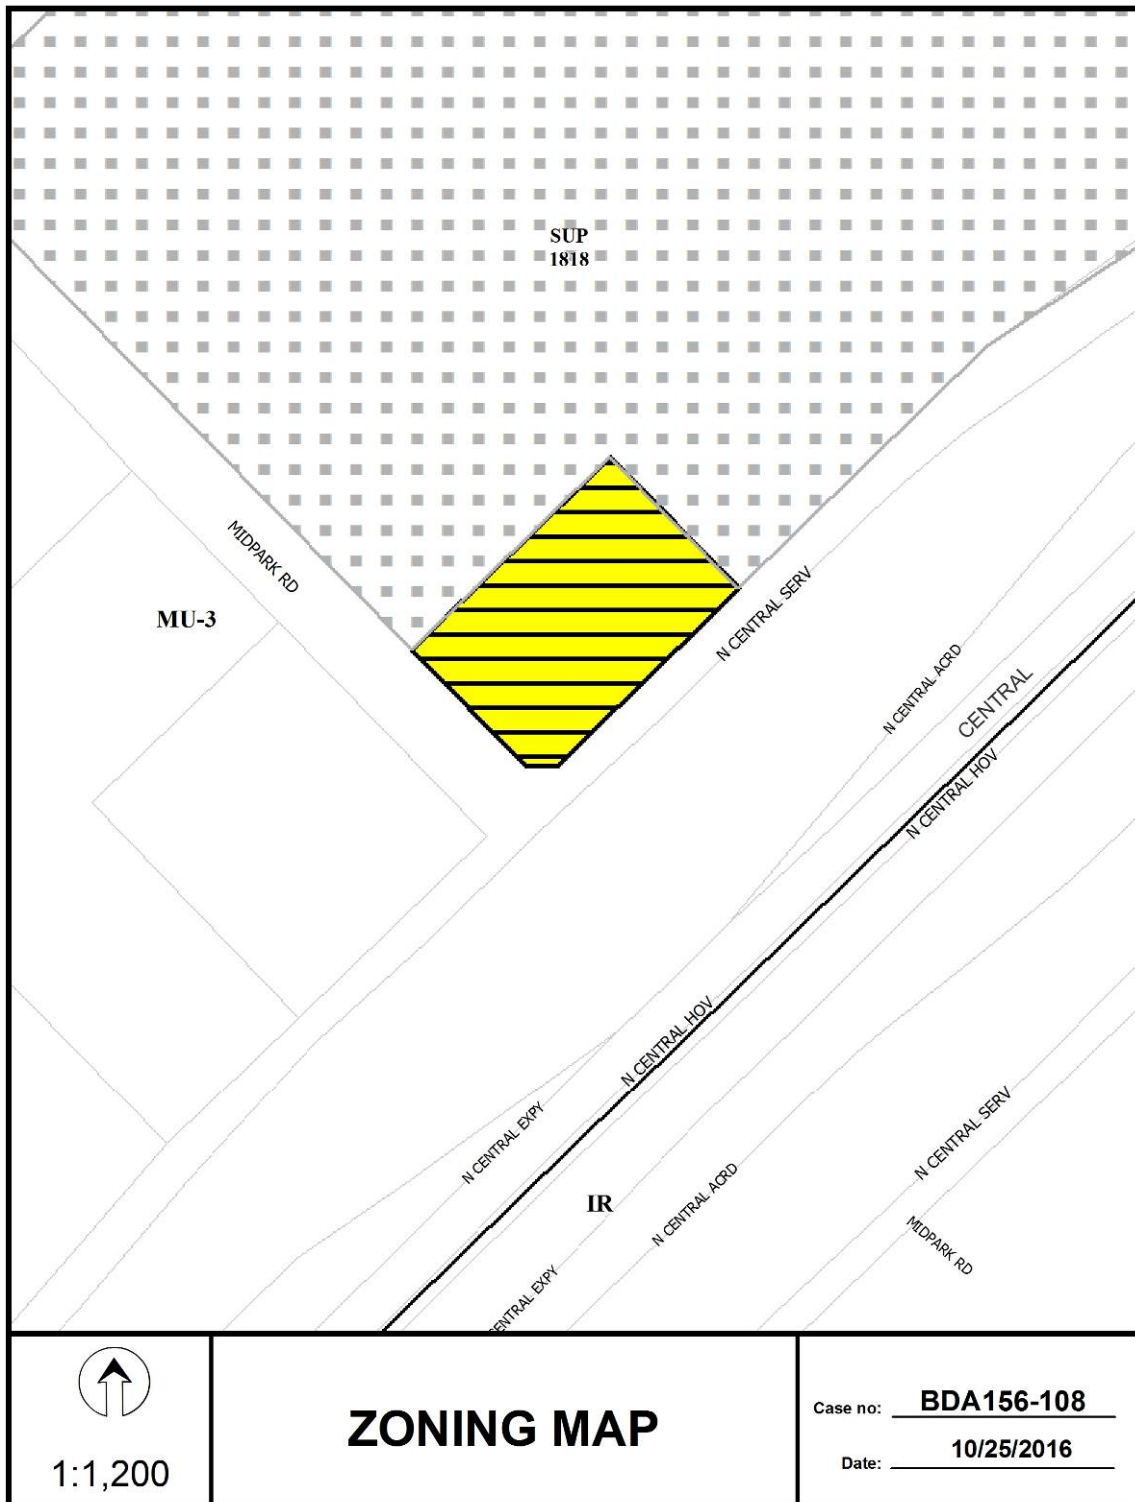 SUP
1818
MIDPARK RD
MU-3
N CENTRAL SERV
N CENTRAL ACRD
CENTRAL
N CENTRAL HOV
N CENTRAL HOV
N CENTRAL EXPY
N CENTRAL SERV
IR
N CENTRAL ACRD
MIDPARK RD
ENTRAL EXPY
1:1,200
ZONING MAP
Case no: BDA156-108
Date: 10/25/2016